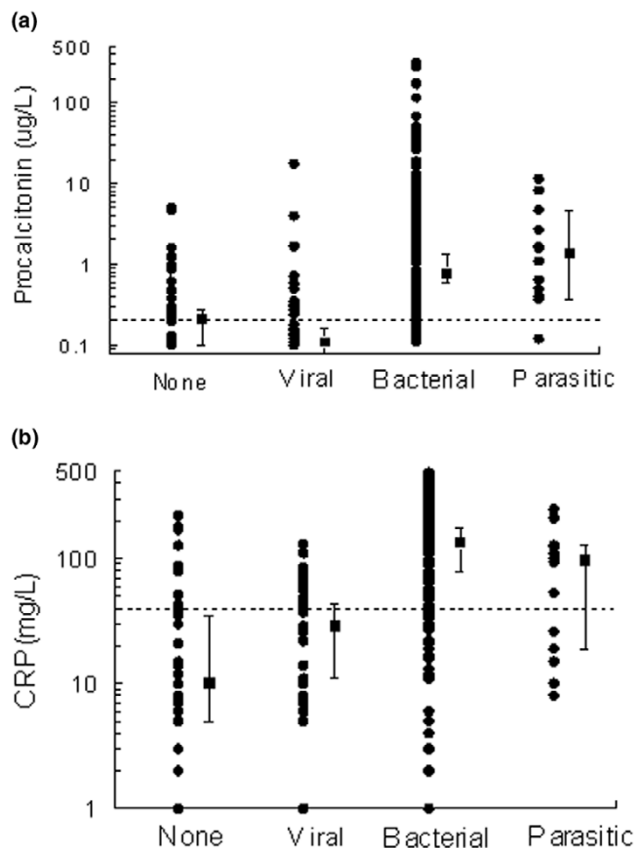 (a)
Procalcitonin (ug/L)
500
100
10
1
0.1
None Viral Bacterial Parasitic
(b)
CRP (mg/L)
500
100
10
1
None Viral Bacterial Parasitic